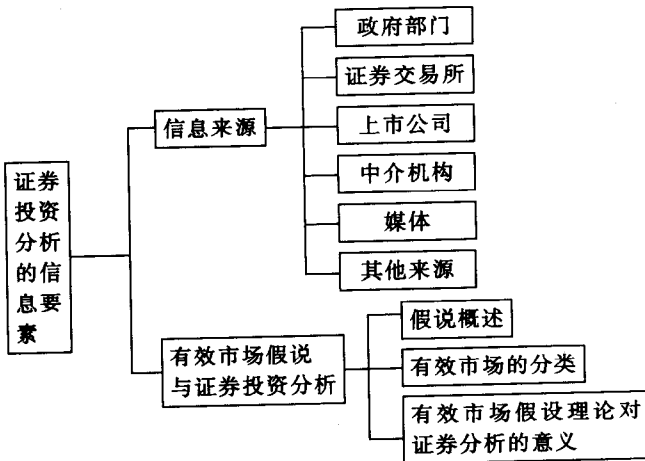 证券
投资
分析
的信
息要
素
信息来源
政府部门
证券交易所
上市公司
中介机构
媒体
其他来源
有效市场假说
与证券投资分析
假说概述
有效市场的分类
有效市场假设理论对
证券分析的意义